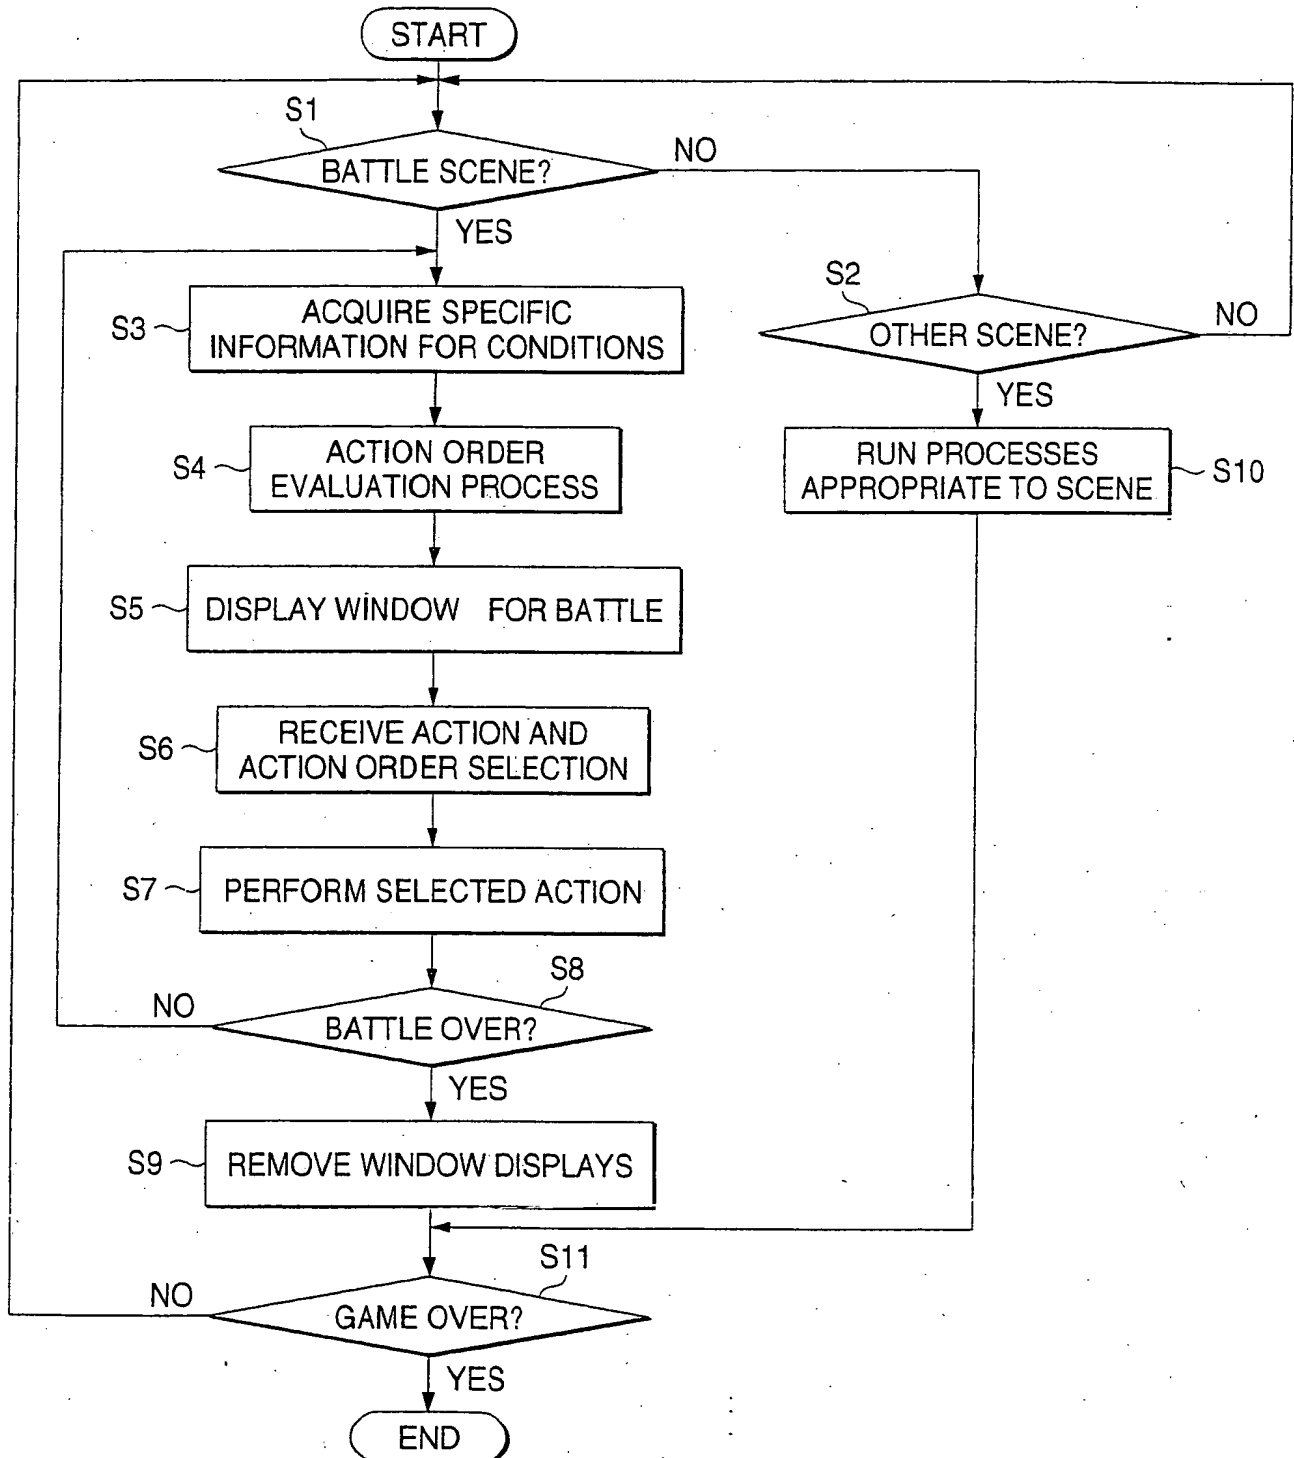 START
S1
BATTLE SCENE?
NO
YES
S2
OTHER SCENE?
NO
YES
S3
ACQUIRE SPECIFIC
INFORMATION FOR CONDITIONS
S4
ACTION ORDER
EVALUATION PROCESS
RUN PROCESSES
APPROPRIATE TO SCENE
S10
S5
DISPLAY WINDOW FOR BATTLE
S6
RECEIVE ACTION AND
ACTION ORDER SELECTION
S7
PERFORM SELECTED ACTION
S8
BATTLE OVER?
NO
YES
S9
REMOVE WINDOW DISPLAYS
S11
GAME OVER?
NO
YES
END